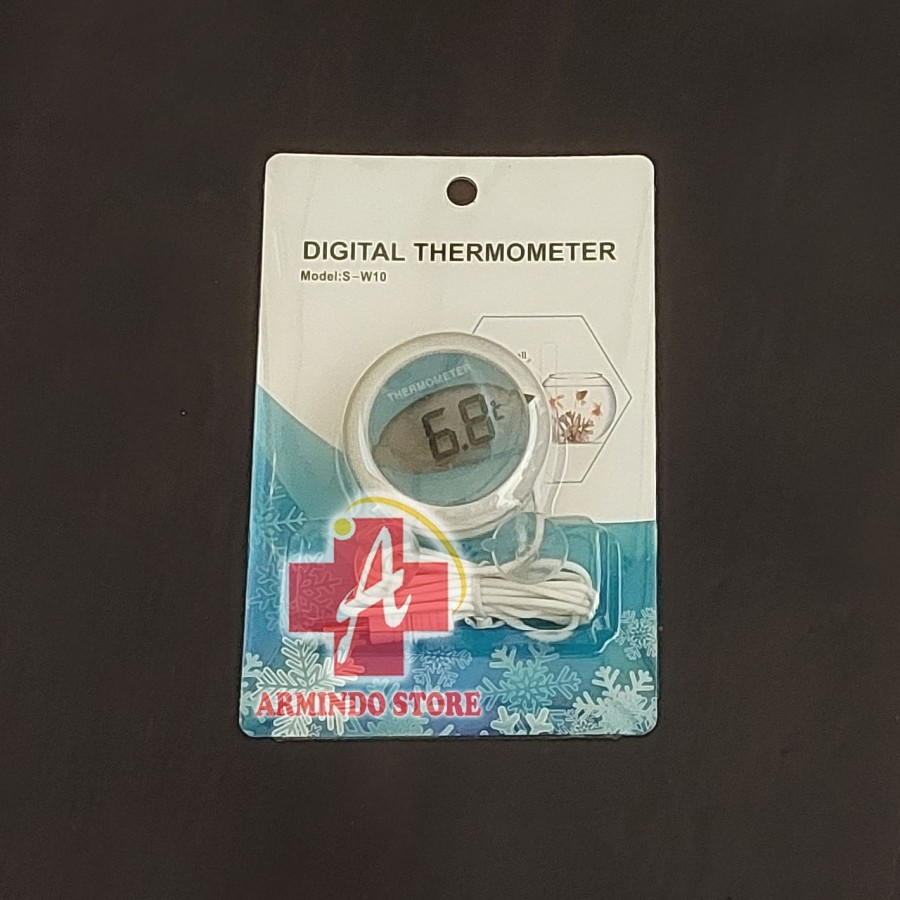 DIGITAL THERMOMETER
Model:S-W10
THERMOMETER
6.8
A
ARMINDO STORE